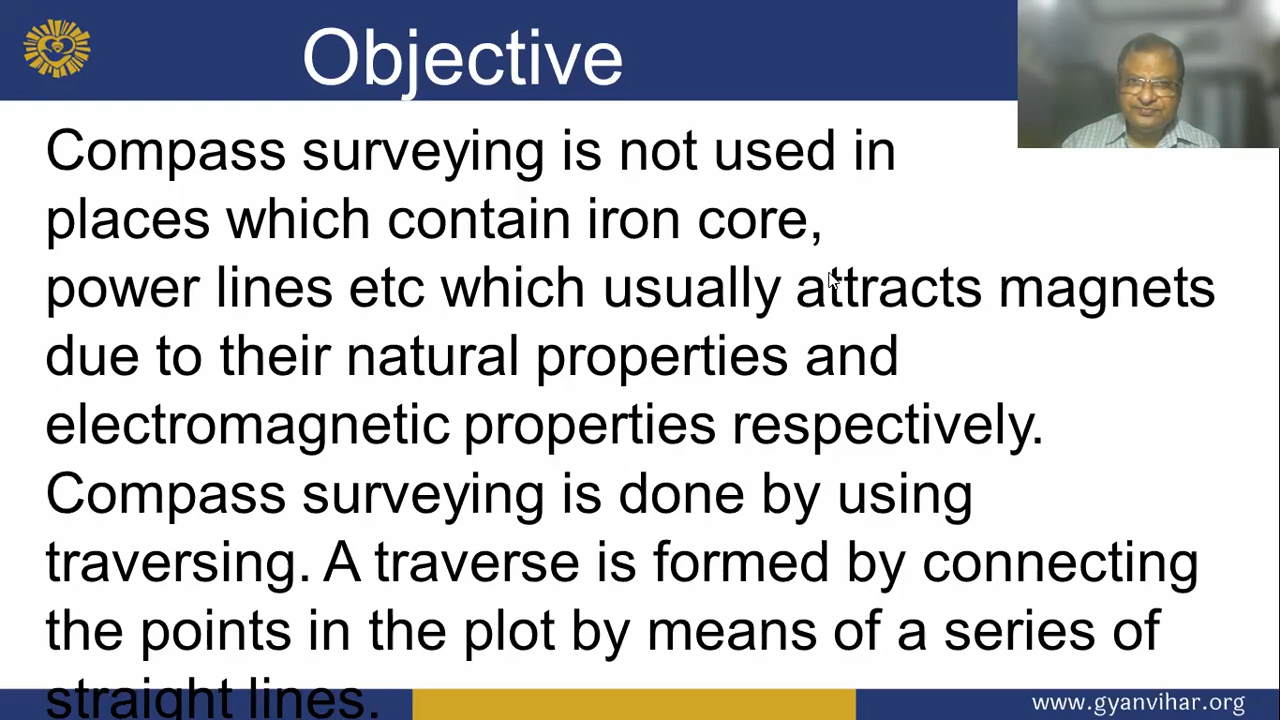 Objective
Compass surveying is not used in
places which contain iron core,
power lines etc which usually attracts magnets
due to their natural properties and
electromagnetic properties respectively.
Compass surveying is done by using
traversing. A traverse is formed by connecting
the points in the plot by means of a series of
straight lines.
www.gyanvihar.org